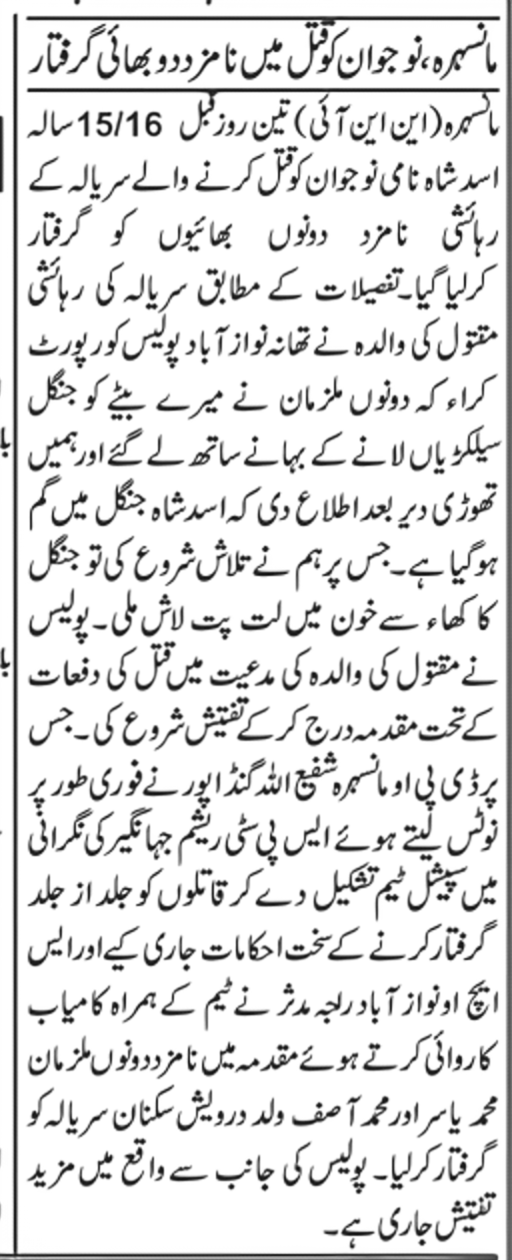 مانسہرہ، نوجوان کو قتل میں نامزد دو بھائی گرفتار
مانسہرہ (این این آئی) تین روز قبل 15/16 سالہ
اسد شاہ نامی نوجوان کو قتل کرنے والے سریالہ کے
رہائشی نامزد دونوں بھائیوں کو گرفتار
کرلیا گیا۔ تفصیلات کے مطابق سریالہ کی رہائشی
مقتول کی والدہ نے تھانہ نواز آباد پولیس کو رپورٹ
کراء کہ دونوں ملزمان نے میرے بیٹے کو جنگل
سیلکڑیاں لانے کے بہانے ساتھ لے گئے اور ہمیں
تھوڑی دیر بعد اطلاع دی کہ اسد شاہ جنگل میں گم
ہوگیا ہے۔ جس پر ہم نے تلاش شروع کی تو جنگل
کا کھاء سے خون میں لت پت لاش ملی۔ پولیس
نے مقتول کی والدہ کی مدعیت میں قتل کی دفعات
کے تحت مقدمہ درج کرکے تفتیش شروع کی۔ جس
پر ڈی پی او مانسہرہ شفیع اللہ گنڈاپور نے فوری طور پر
نوٹس لیتے ہوئے ایس پی سٹی ریشم جہانگیر کی نگرانی
میں سپیشل ٹیم تشکیل دے کر قاتلوں کو جلد از جلد
گرفتار کرنے کے سخت احکامات جاری کیے اور ایس
ایچ او نواز آباد راجہ مدثر نے ٹیم کے ہمراہ کامیاب
کاروائی کرتے ہوئے مقدمہ میں نامزد دونوں ملزمان
محمد یاسر اور محمد آصف ولد درویش سکنان سریالہ کو
گرفتار کرلیا۔ پولیس کی جانب سے واقع میں مزید
تفتیش جاری ہے۔